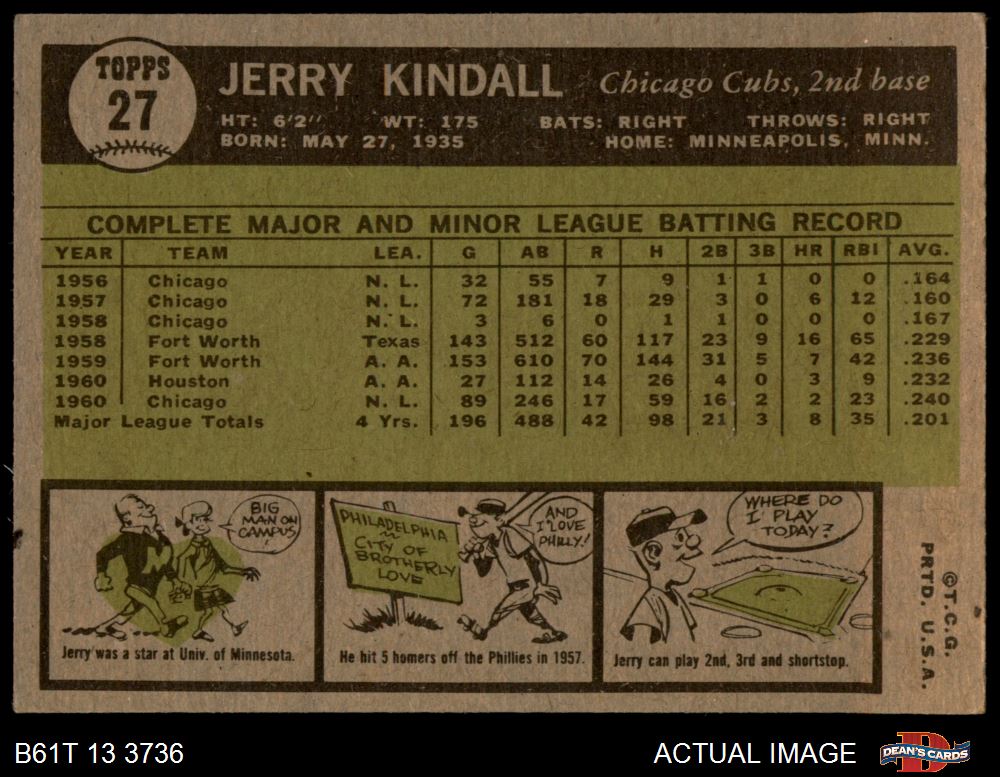 TOPPS
27
JERRY KINDALL Chicago Cubs, 2nd base
HT: 6'2" WT: 175 BATS: RIGHT THROWS: RIGHT
BORN: MAY 27, 1935 HOME: MINNEAPOLIS, MINN.
COMPLETE MAJOR AND MINOR LEAGUE BATTING RECORD
YEAR TEAM LEA. G AB R H 2B 3B HR RBI AVG.
1956 Chicago N. L. 32 55 7 9 1 1 0 0 .164
1957 Chicago N. L. 72 181 18 29 3 0 6 12 .160
1958 Chicago N. L. 3 6 0 1 1 0 0 0 .167
1958 Fort Worth Texas 143 512 60 117 23 9 16 65 .229
1959 Fort Worth A. A. 153 610 70 144 31 5 7 42 .236
1960 Houston A. A. 27 112 14 26 4 0 3 9 .232
1960 Chicago N. L. 89 246 17 59 16 2 2 23 .240
Major League Totals 4 Yrs. 196 488 42 98 21 3 8 35 .201
BIG
MAN ON
CAMPUS
M
Jerry was a star at Univ. of Minnesota.
PHILADELPHIA
CITY OF
BROTHERLY
LOVE
AND
I LOVE
PHILLY!
He hit 5 homers off the Phillies in 1957.
WHERE DO
I PLAY
TODAY?
Jerry can play 2nd, 3rd and shortstop.
©T.C.G.
PRTD. U.S.A.
B61T 13 3736
ACTUAL IMAGE
D
DEAN'S CARDS